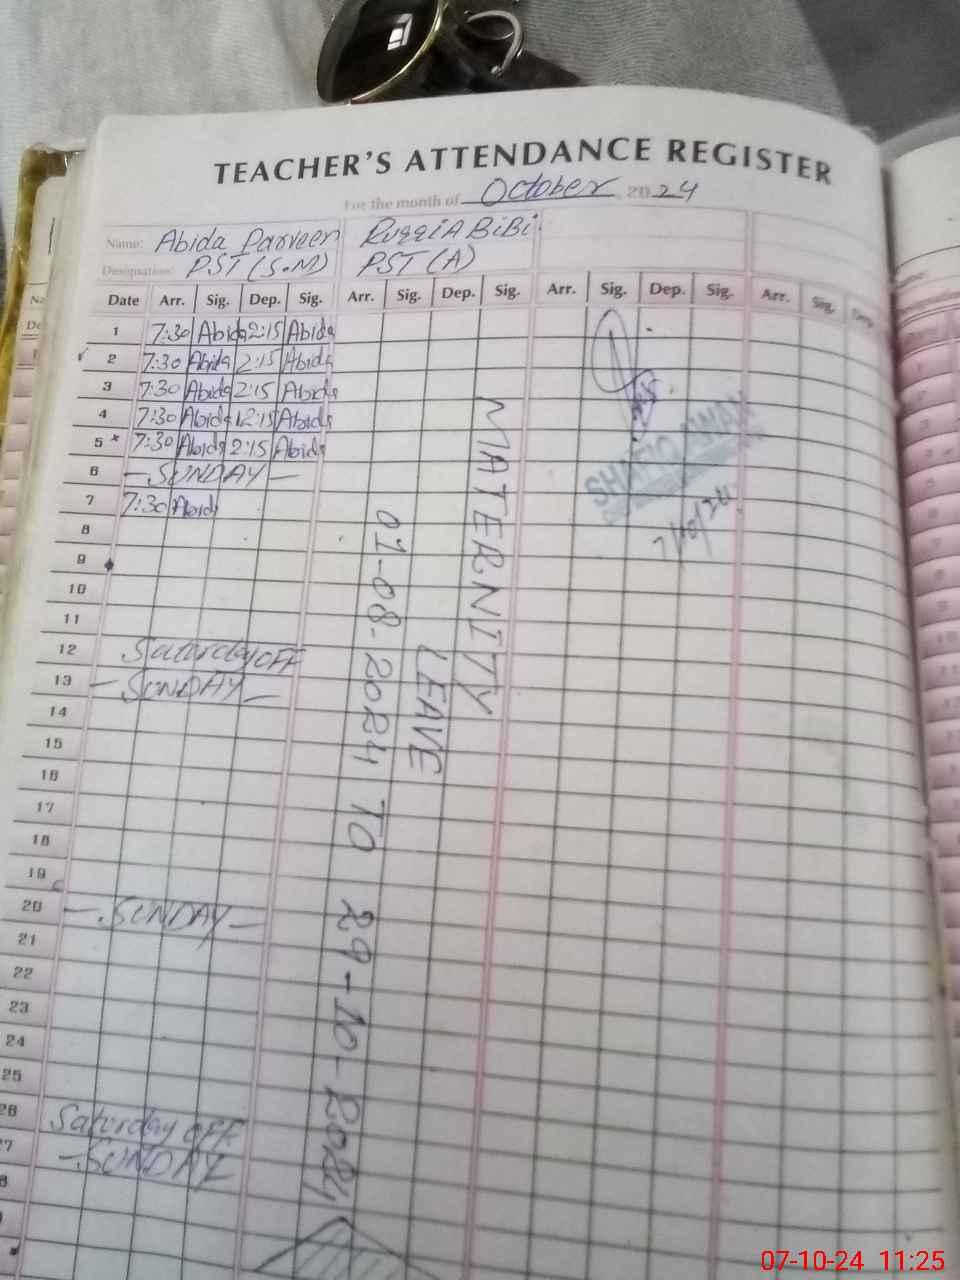 TEACHER'S ATTENDANCE REGISTER
For the month of October 2024
Name: Abida Parveen RuqqiA BiBi
Designation: PST (S.M) PST (A)
Date Arr. Sig. Dep. Sig. Arr. Sig. Dep. Sig. Arr. Sig. Dep. Sig. Arr. Sig. Dep.
1 7:30 Abida 2:15 Abida
2 7:30 Abida 2:15 Abida
3 7:30 Abida 2:15 Abida
4 7:30 Abida 12:15 Abida
5 7:30 Abida 2:15 Abida
6 - SUNDAY -
7 7:30 Abida
8
9
10
11
12 Saturday OFF
13 - SUNDAY -
14
15
16
17
18
19
20 - SUNDAY -
21
22
23
24
25
26 Saturday OFF
27 - SUNDAY
MATERNITY
LEAVE
01-08-2024 TO 29-10-2024
AWAN
7/10/24
07-10-24 11:25